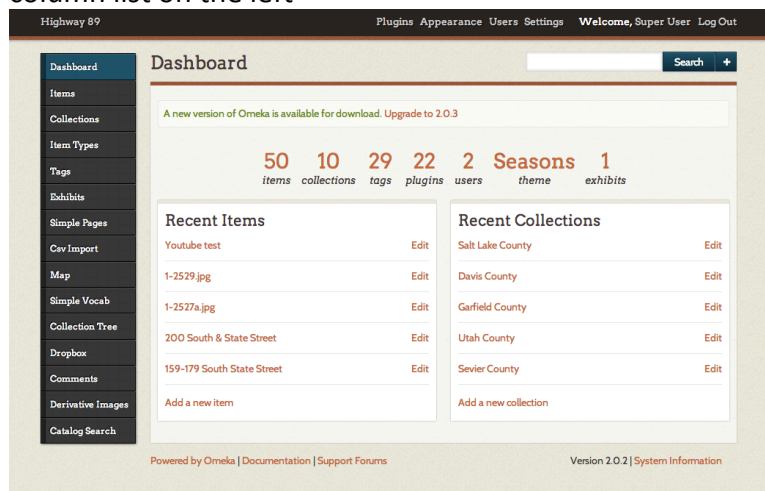 column list on the left
Highway 89 Plugins Appearance Users Settings Welcome, Super User Log Out
Dashboard
Items
Collections
Item Types
Tags
Exhibits
Simple Pages
Csv Import
Map
Simple Vocab
Collection Tree
Dropbox
Comments
Derivative Images
Catalog Search
Dashboard
Search +
A new version of Omeka is available for download. Upgrade to 2.0.3
50 10 29 22 2 Seasons 1
items collections tags plugins users theme exhibits
Recent Items
Youtube test Edit
1-2529.jpg Edit
1-2527a.jpg Edit
200 South & State Street Edit
159-179 South State Street Edit
Add a new item
Recent Collections
Salt Lake County Edit
Davis County Edit
Garfield County Edit
Utah County Edit
Sevier County Edit
Add a new collection
Powered by Omeka | Documentation | Support Forums Version 2.0.2 | System Information